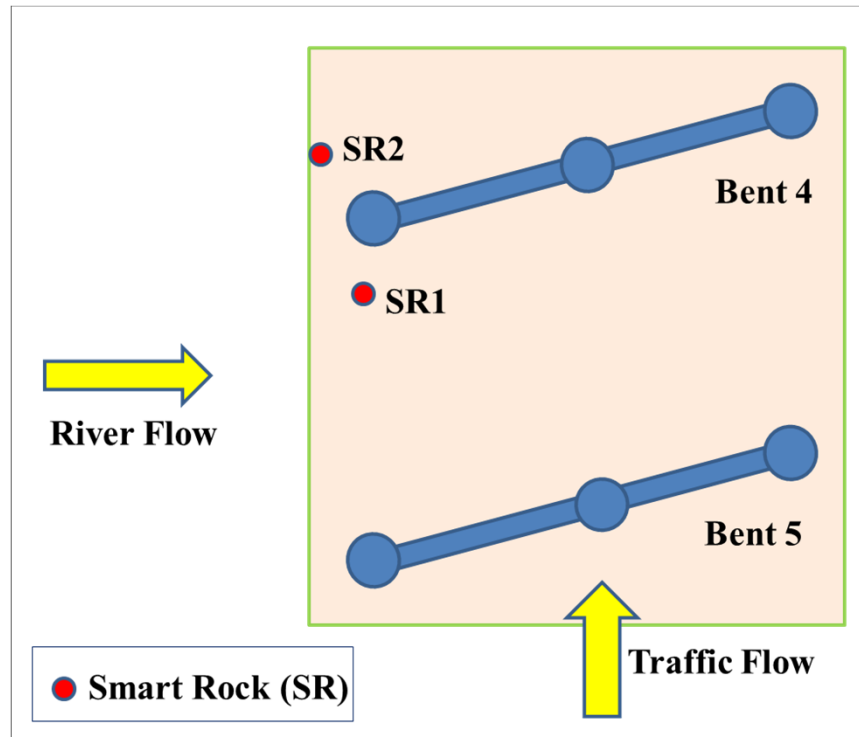 SR2
Bent 4
SR1
River Flow
Bent 5
Traffic Flow
Smart Rock (SR)